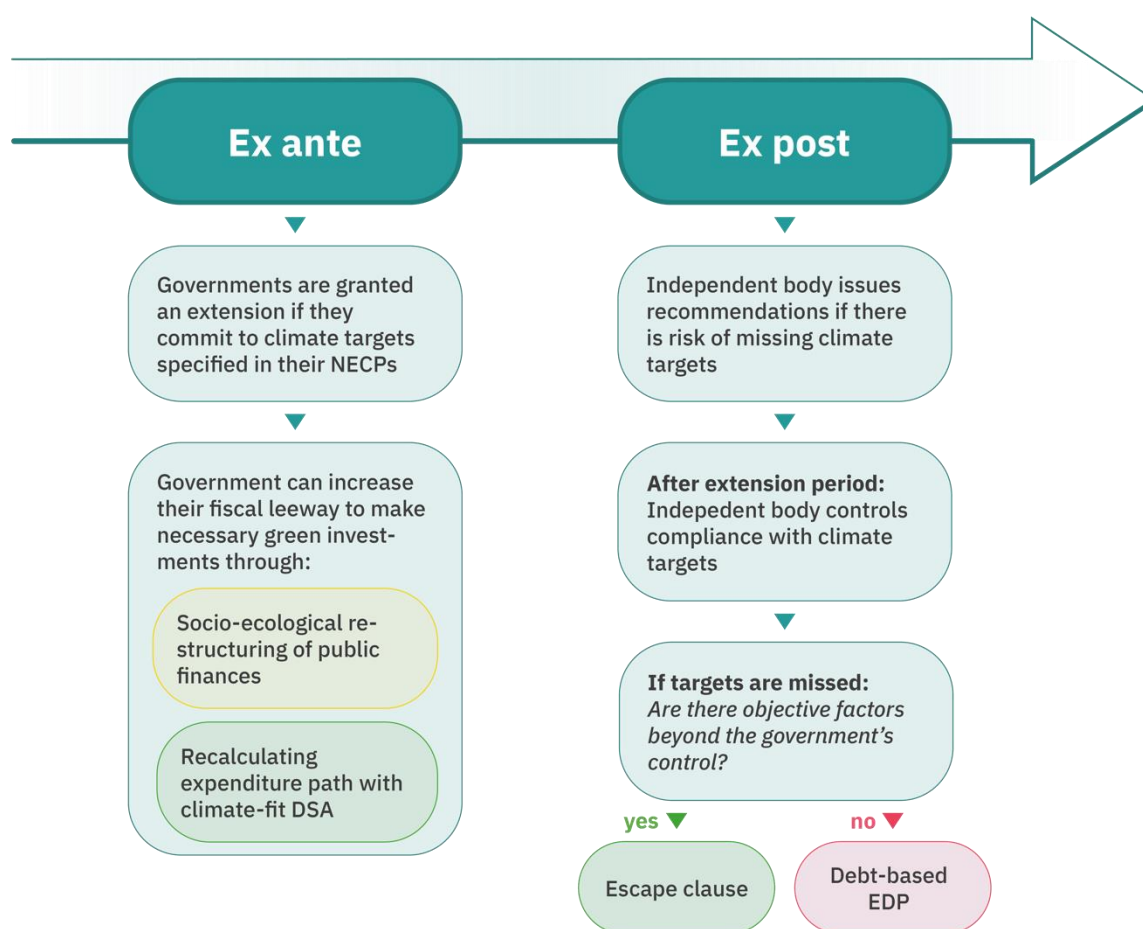 Ex ante
Governments are granted
an extension if they
commit to climate targets
specified in their NECPs
Government can increase
their fiscal leeway to make
necessary green invest-
ments through:
Socio-ecological re-
structuring of public
finances
Recalculating
expenditure path with
climate-fit DSA
Ex post
Independent body issues
recommendations if there
is risk of missing climate
targets
After extension period:
Indepedent body controls
compliance with climate
targets
If targets are missed:
Are there objective factors
beyond the government’s
control?
yes
no
Escape clause
Debt-based
EDP